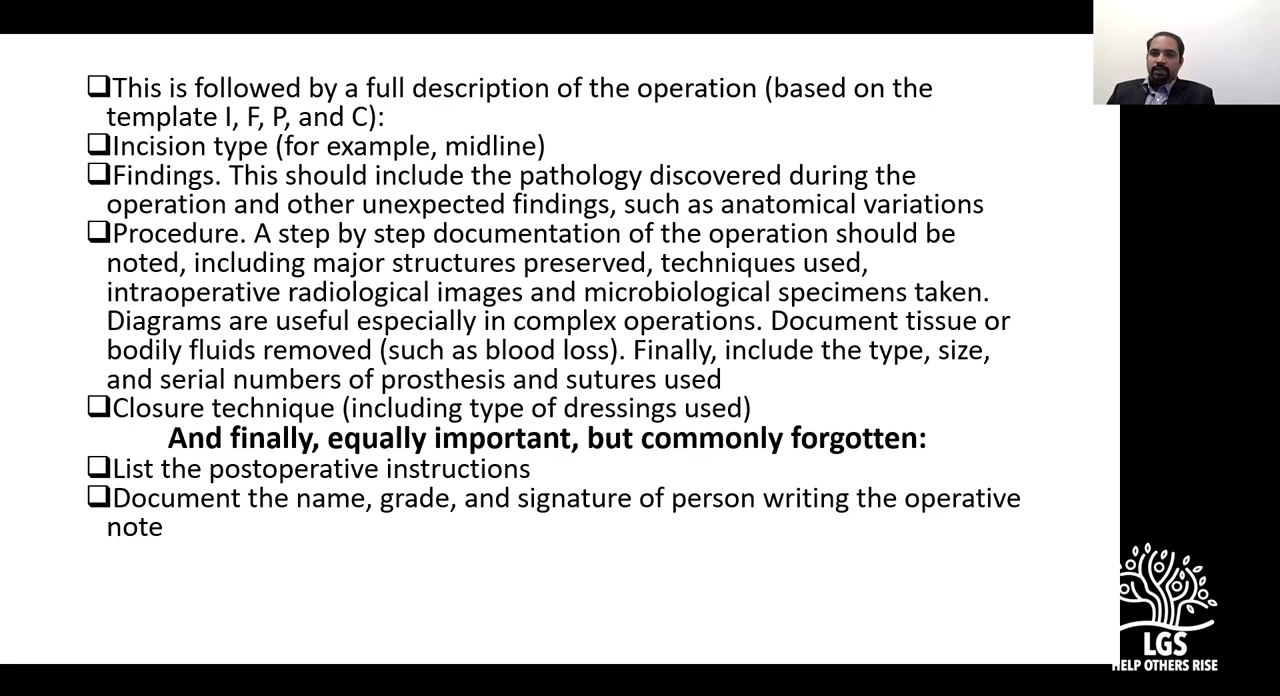 ❑This is followed by a full description of the operation (based on the
template I, F, P, and C):
❑Incision type (for example, midline)
❑Findings. This should include the pathology discovered during the
operation and other unexpected findings, such as anatomical variations
❑Procedure. A step by step documentation of the operation should be
noted, including major structures preserved, techniques used,
intraoperative radiological images and microbiological specimens taken.
Diagrams are useful especially in complex operations. Document tissue or
bodily fluids removed (such as blood loss). Finally, include the type, size,
and serial numbers of prosthesis and sutures used
❑Closure technique (including type of dressings used)
And finally, equally important, but commonly forgotten:
❑List the postoperative instructions
❑Document the name, grade, and signature of person writing the operative
note
LGS
HELP OTHERS RISE